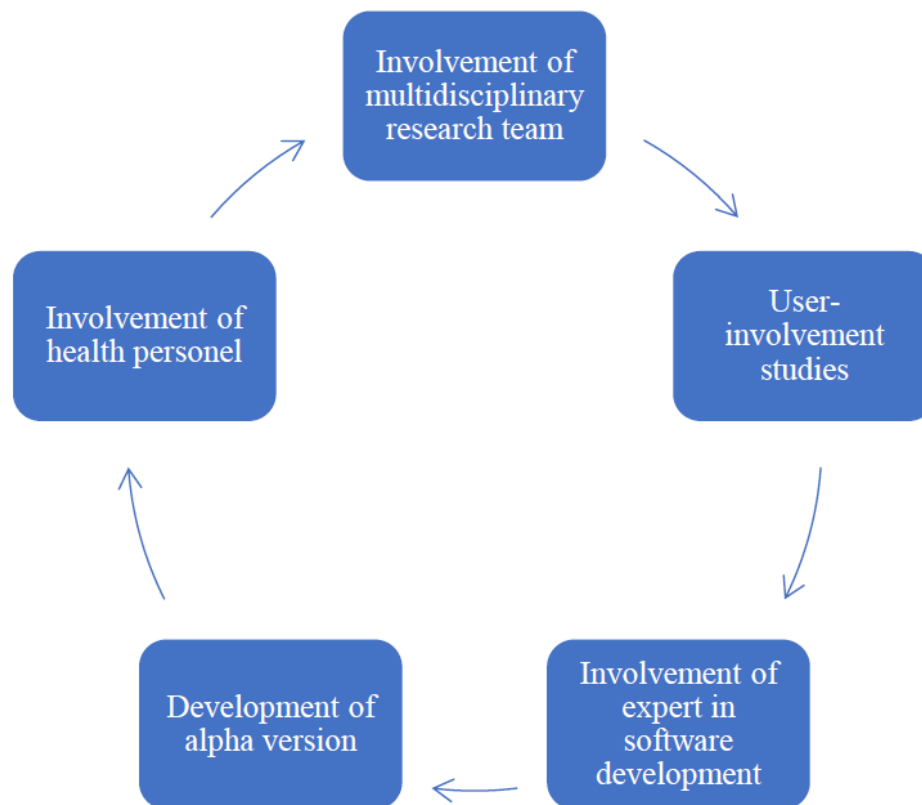 Involvement of
multidisciplinary
research team
User-
involvement
studies
Involvement of
expert in
software
development
Development of
alpha version
Involvement of
health personel